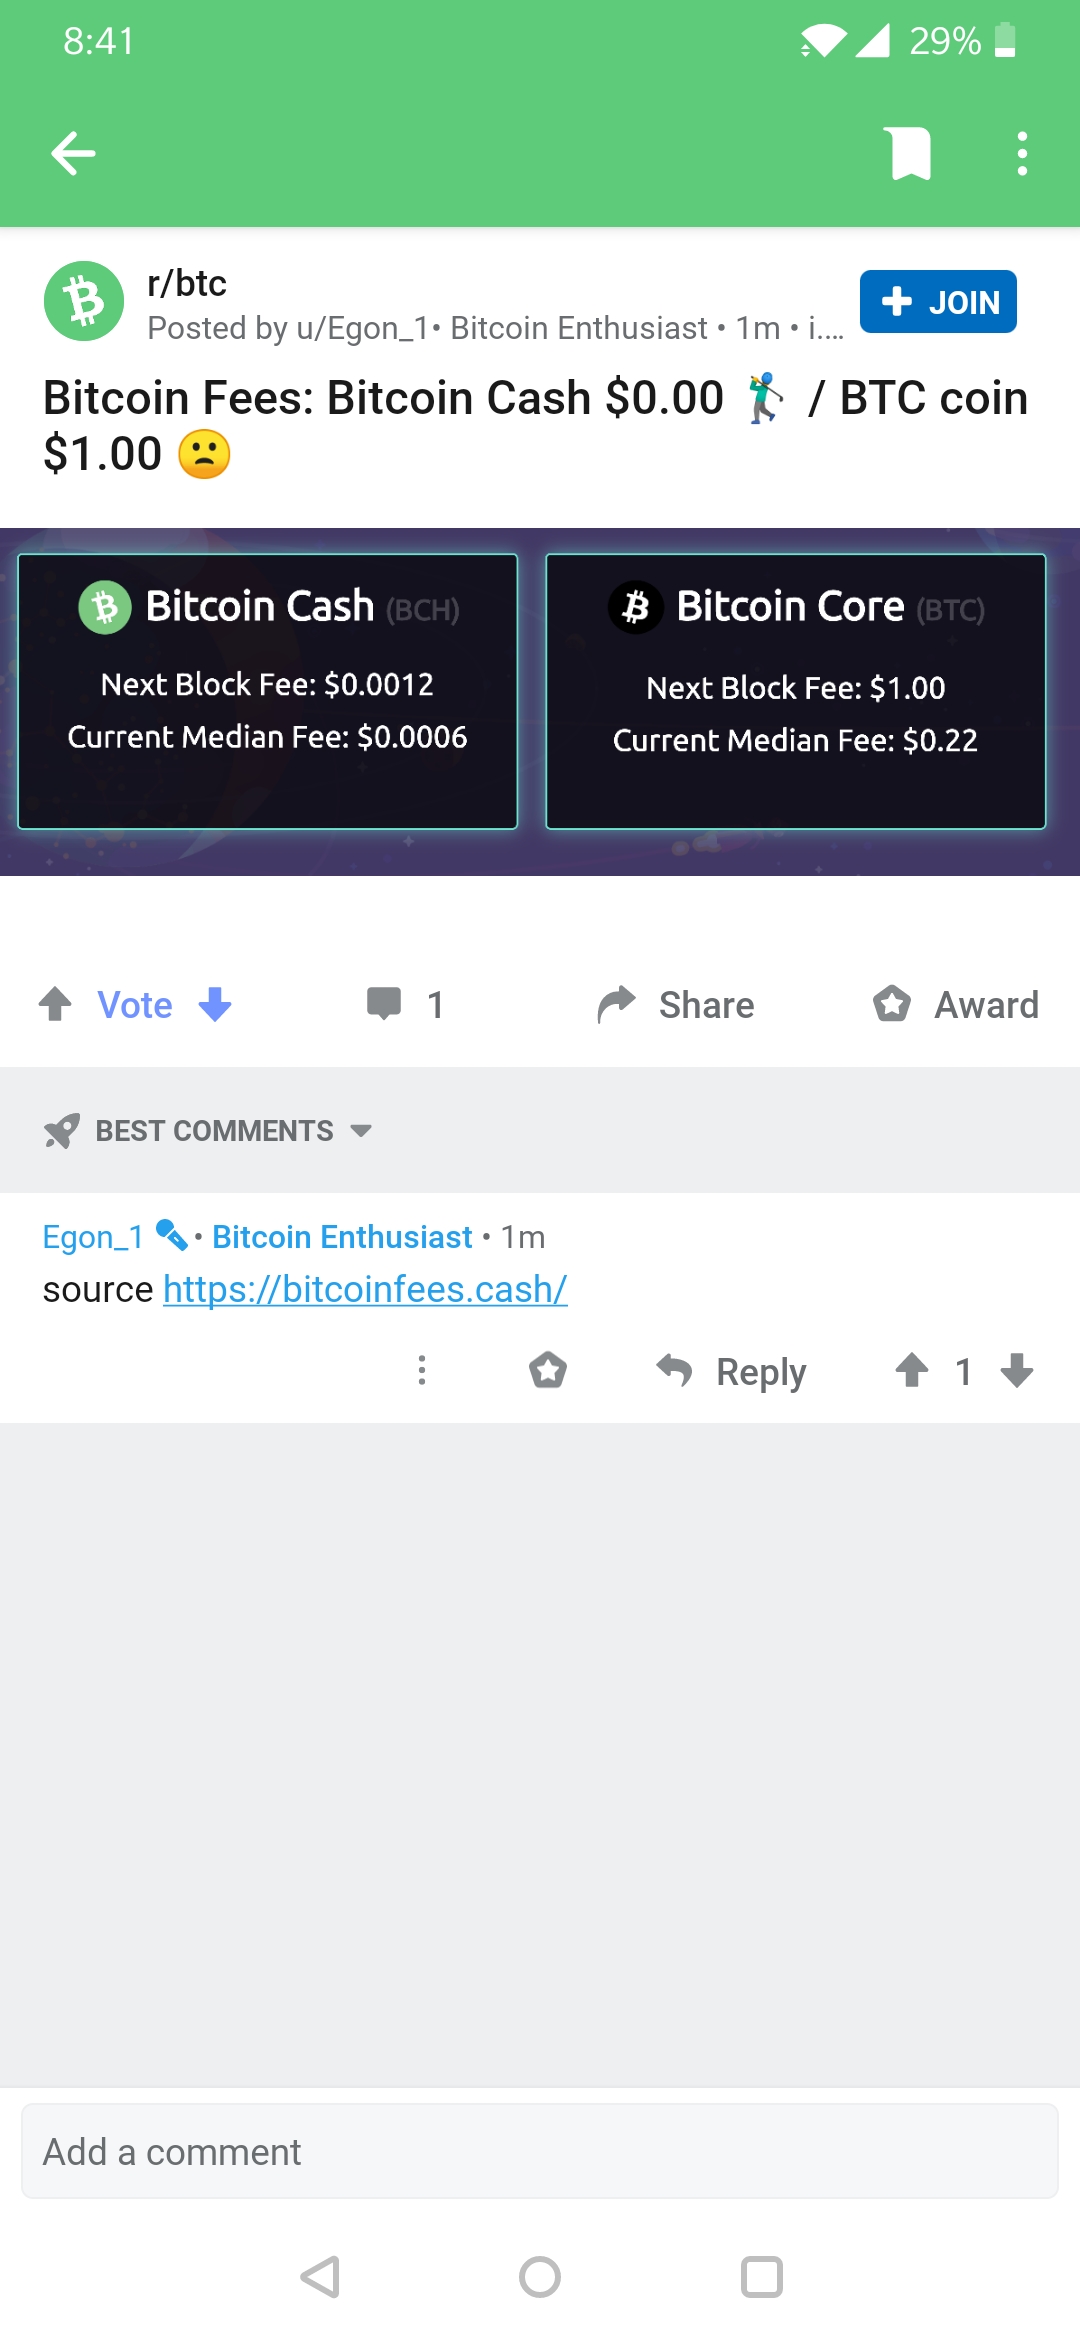 8:41
29%
r/btc
Posted by u/Egon_1• Bitcoin Enthusiast • 1m • i....
+ JOIN
Bitcoin Fees: Bitcoin Cash $0.00 🏌️‍♂️ / BTC coin
$1.00 🙁
Bitcoin Cash (BCH)
Next Block Fee: $0.0012
Current Median Fee: $0.0006
Bitcoin Core (BTC)
Next Block Fee: $1.00
Current Median Fee: $0.22
Vote
1
Share
Award
BEST COMMENTS
Egon_1 • Bitcoin Enthusiast • 1m
source https://bitcoinfees.cash/
Reply
1
Add a comment